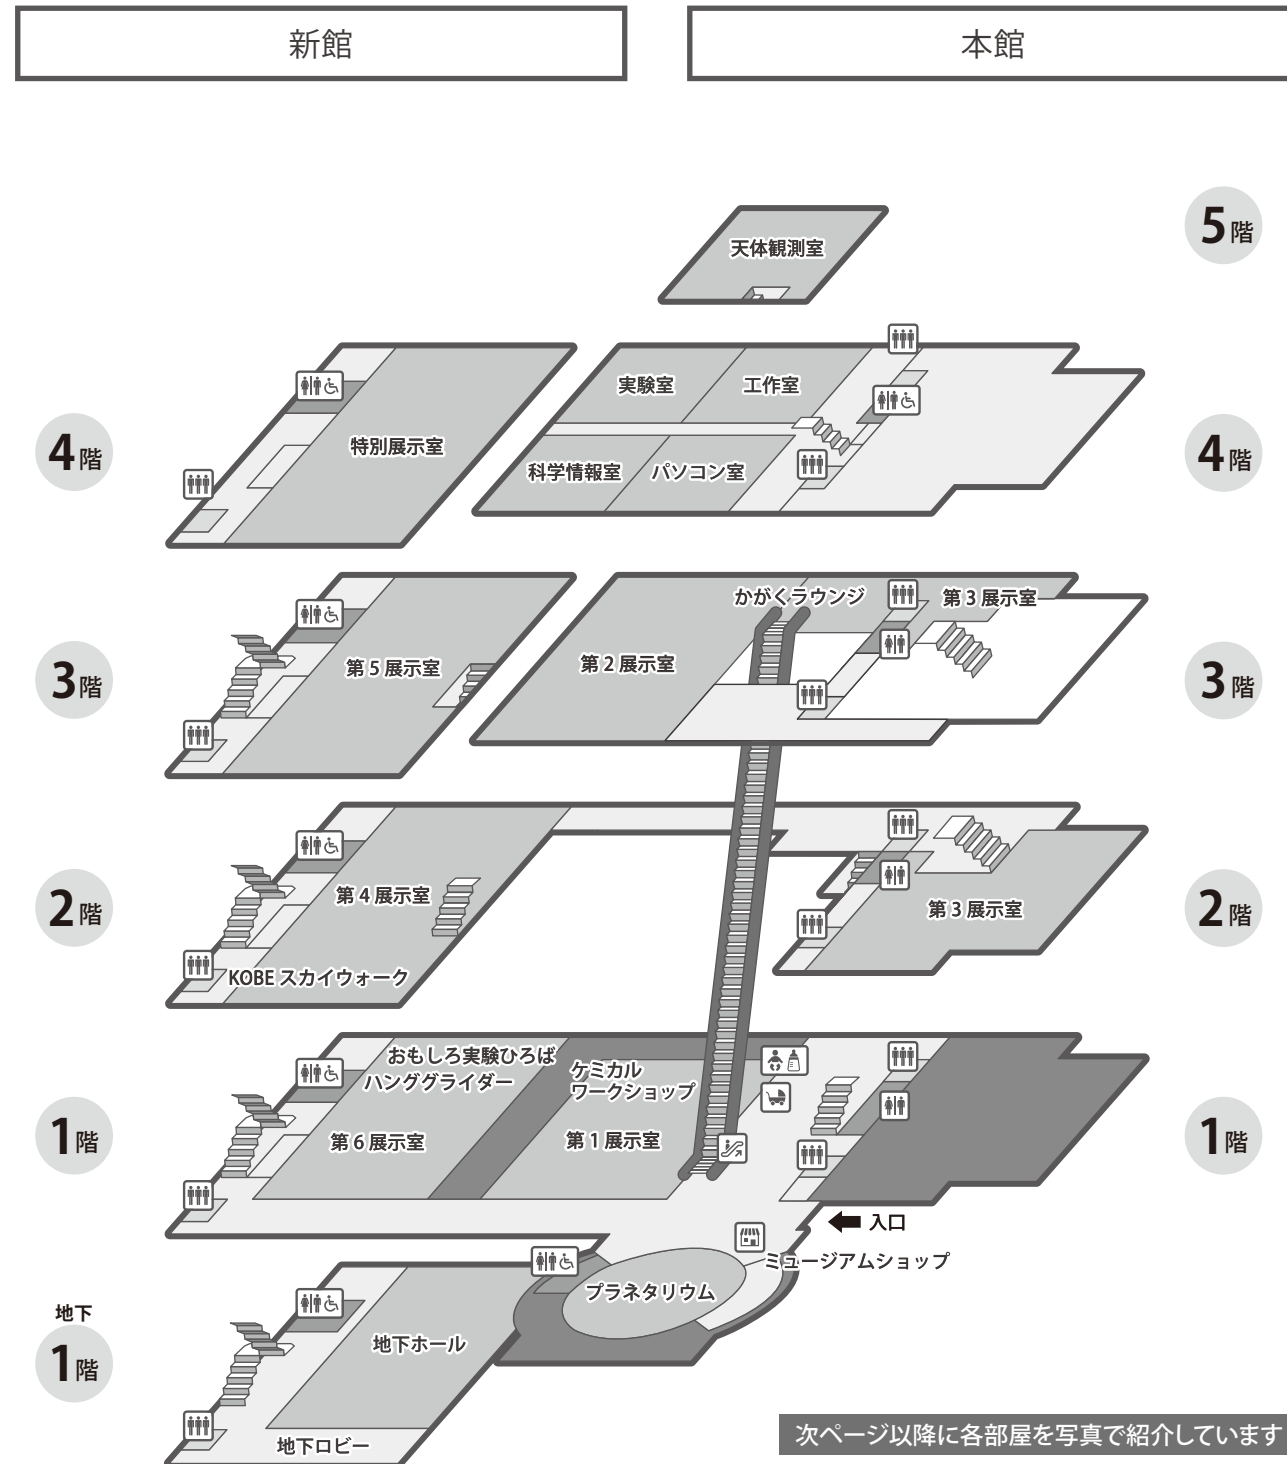 新館
本館
天体観測室
5階
実験室
工作室
特別展示室
科学情報室
パソコン室
4階
4階
かがくラウンジ
第3展示室
第5展示室
第2展示室
3階
3階
第4展示室
第3展示室
KOBE スカイウォーク
2階
2階
おもしろ実験ひろば
ハンググライダー
ケミカル
ワークショップ
第6展示室
第1展示室
1階
1階
入口
ミュージアムショップ
プラネタリウム
地下
1階
地下ホール
地下ロビー
次ページ以降に各部屋を写真で紹介しています